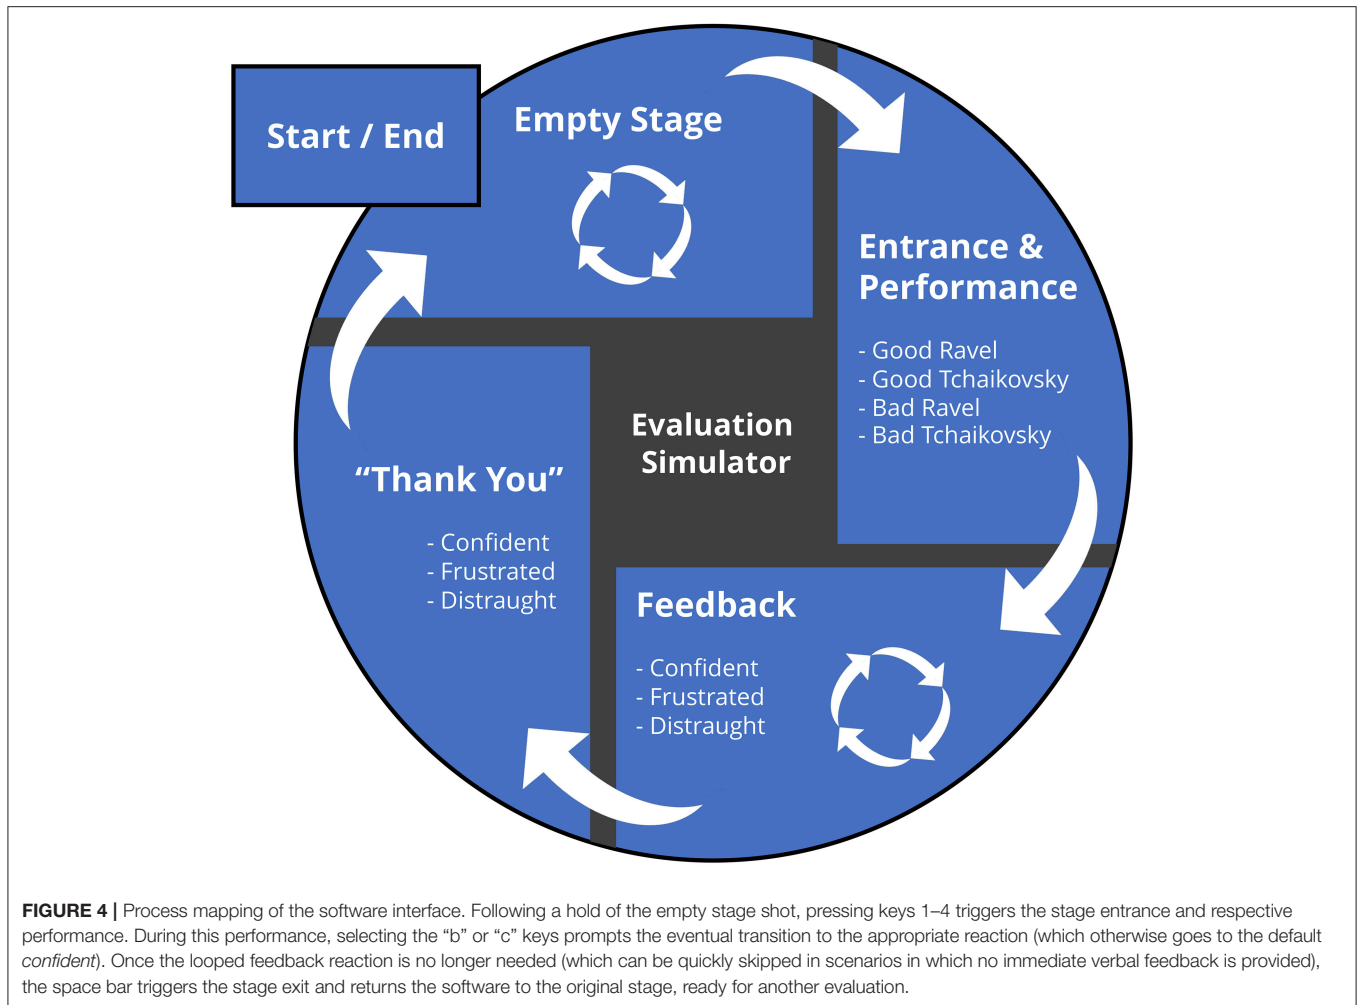 Start / End
Empty Stage
Entrance &
Performance
- Good Ravel
- Good Tchaikovsky
- Bad Ravel
- Bad Tchaikovsky
Evaluation
Simulator
“Thank You”
- Confident
- Frustrated
- Distraught
Feedback
- Confident
- Frustrated
- Distraught
FIGURE 4 | Process mapping of the software interface. Following a hold of the empty stage shot, pressing keys 1–4 triggers the stage entrance and respective
performance. During this performance, selecting the “b” or “c” keys prompts the eventual transition to the appropriate reaction (which otherwise goes to the default
confident). Once the looped feedback reaction is no longer needed (which can be quickly skipped in scenarios in which no immediate verbal feedback is provided),
the space bar triggers the stage exit and returns the software to the original stage, ready for another evaluation.